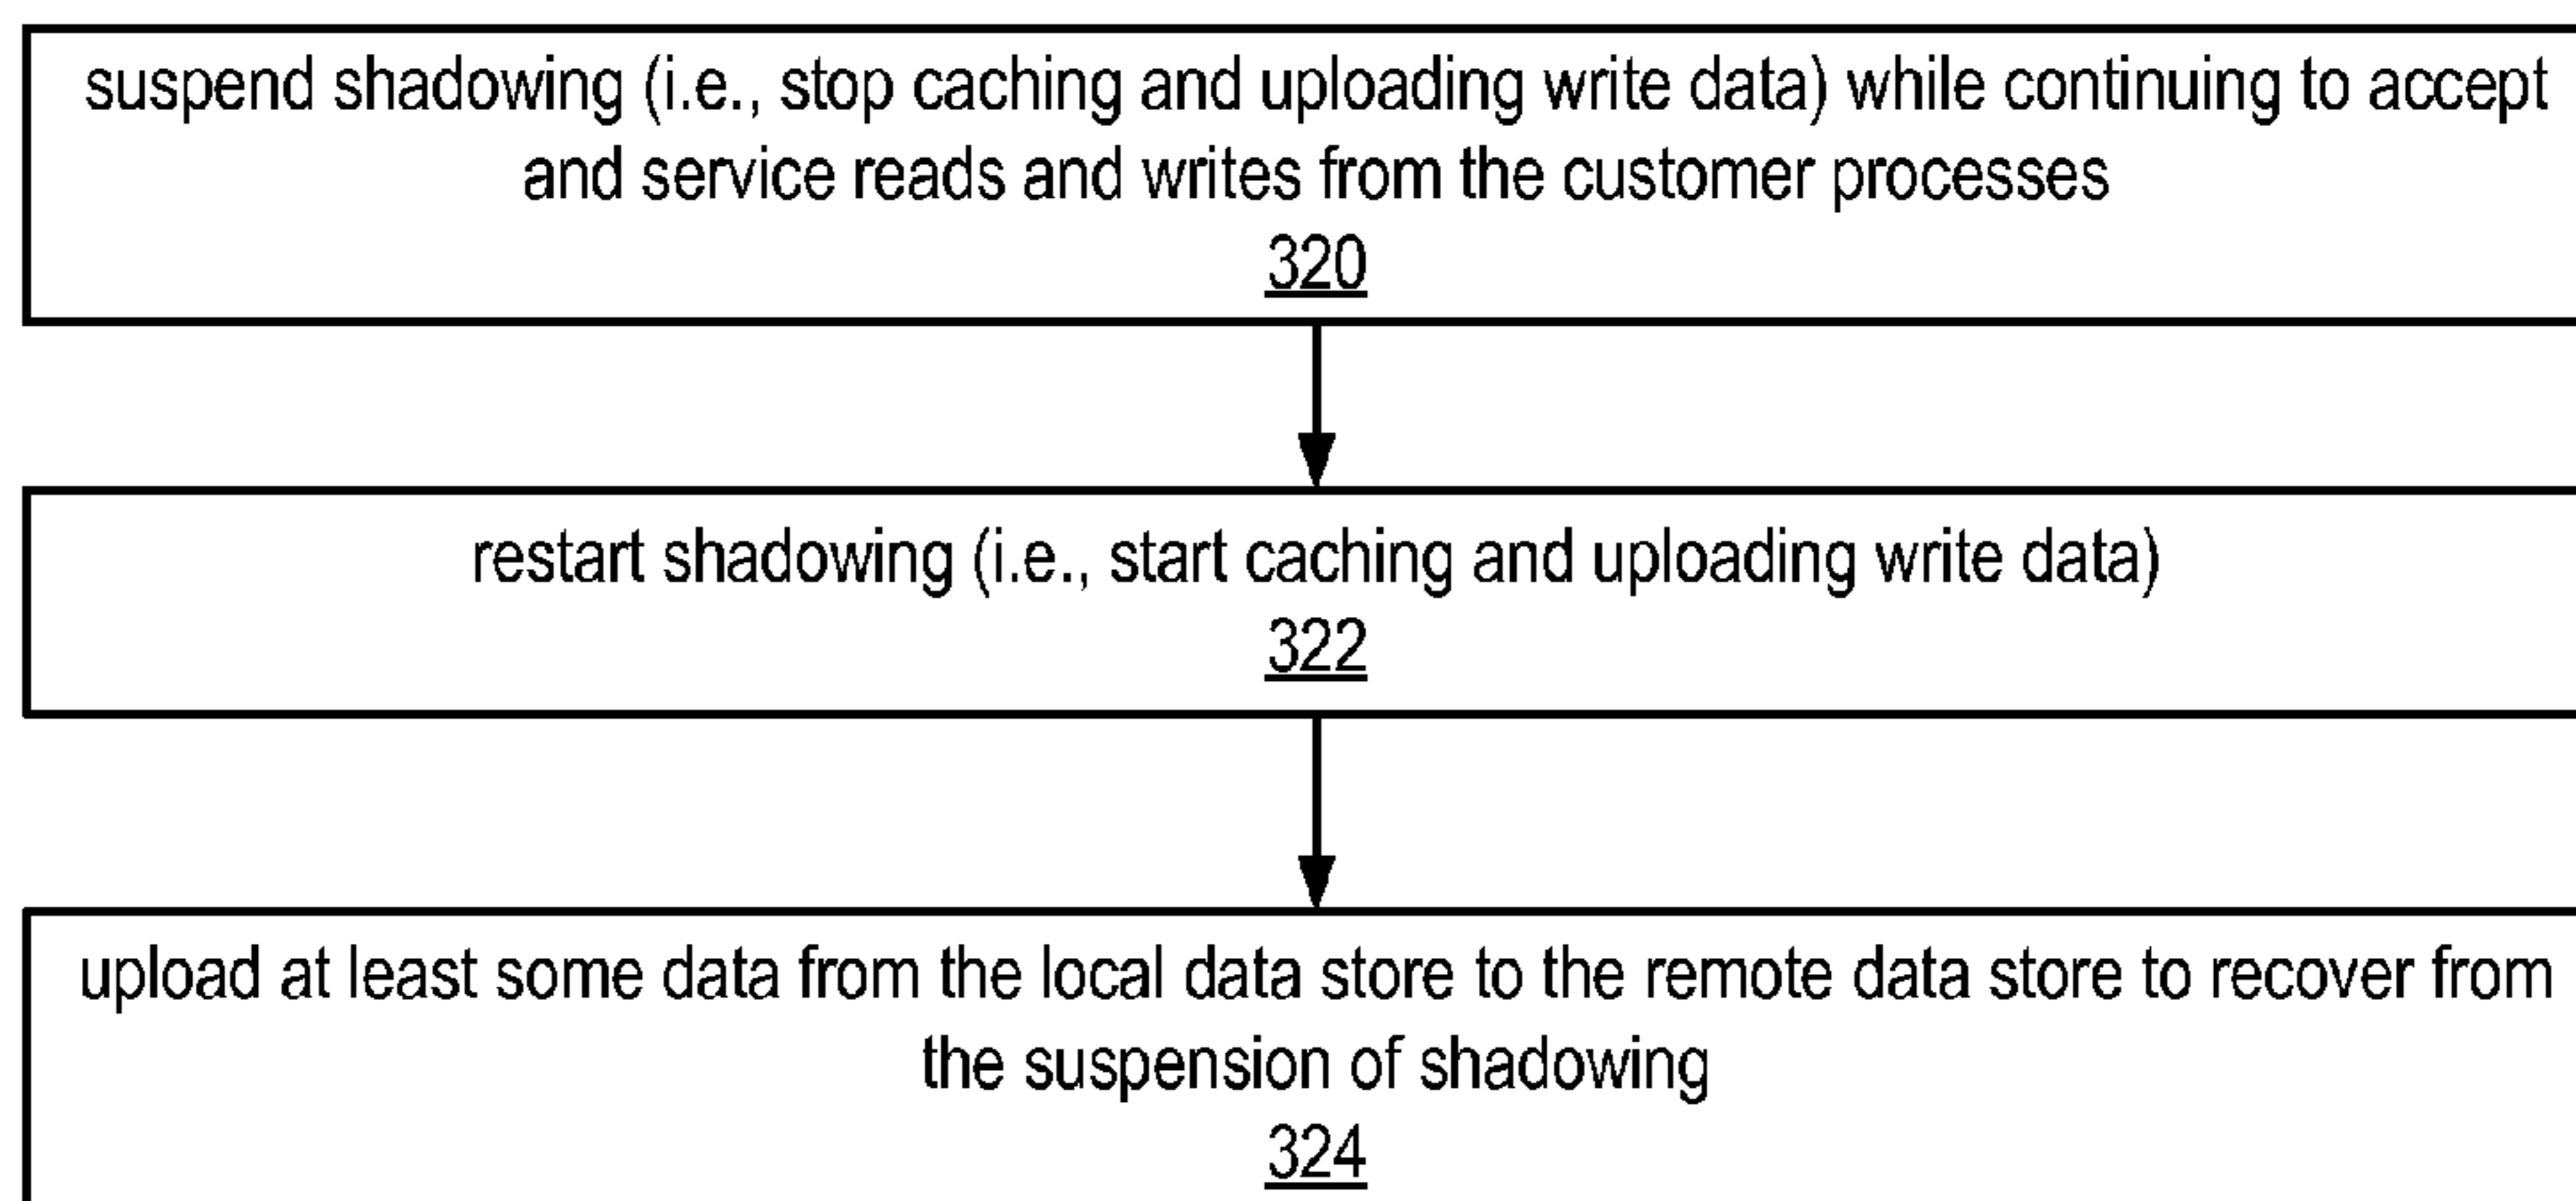 suspend shadowing (i.e., stop caching and uploading write data) while continuing to accept
and service reads and writes from the customer processes
320
restart shadowing (i.e., start caching and uploading write data)
322
upload at least some data from the local data store to the remote data store to recover from
the suspension of shadowing
324